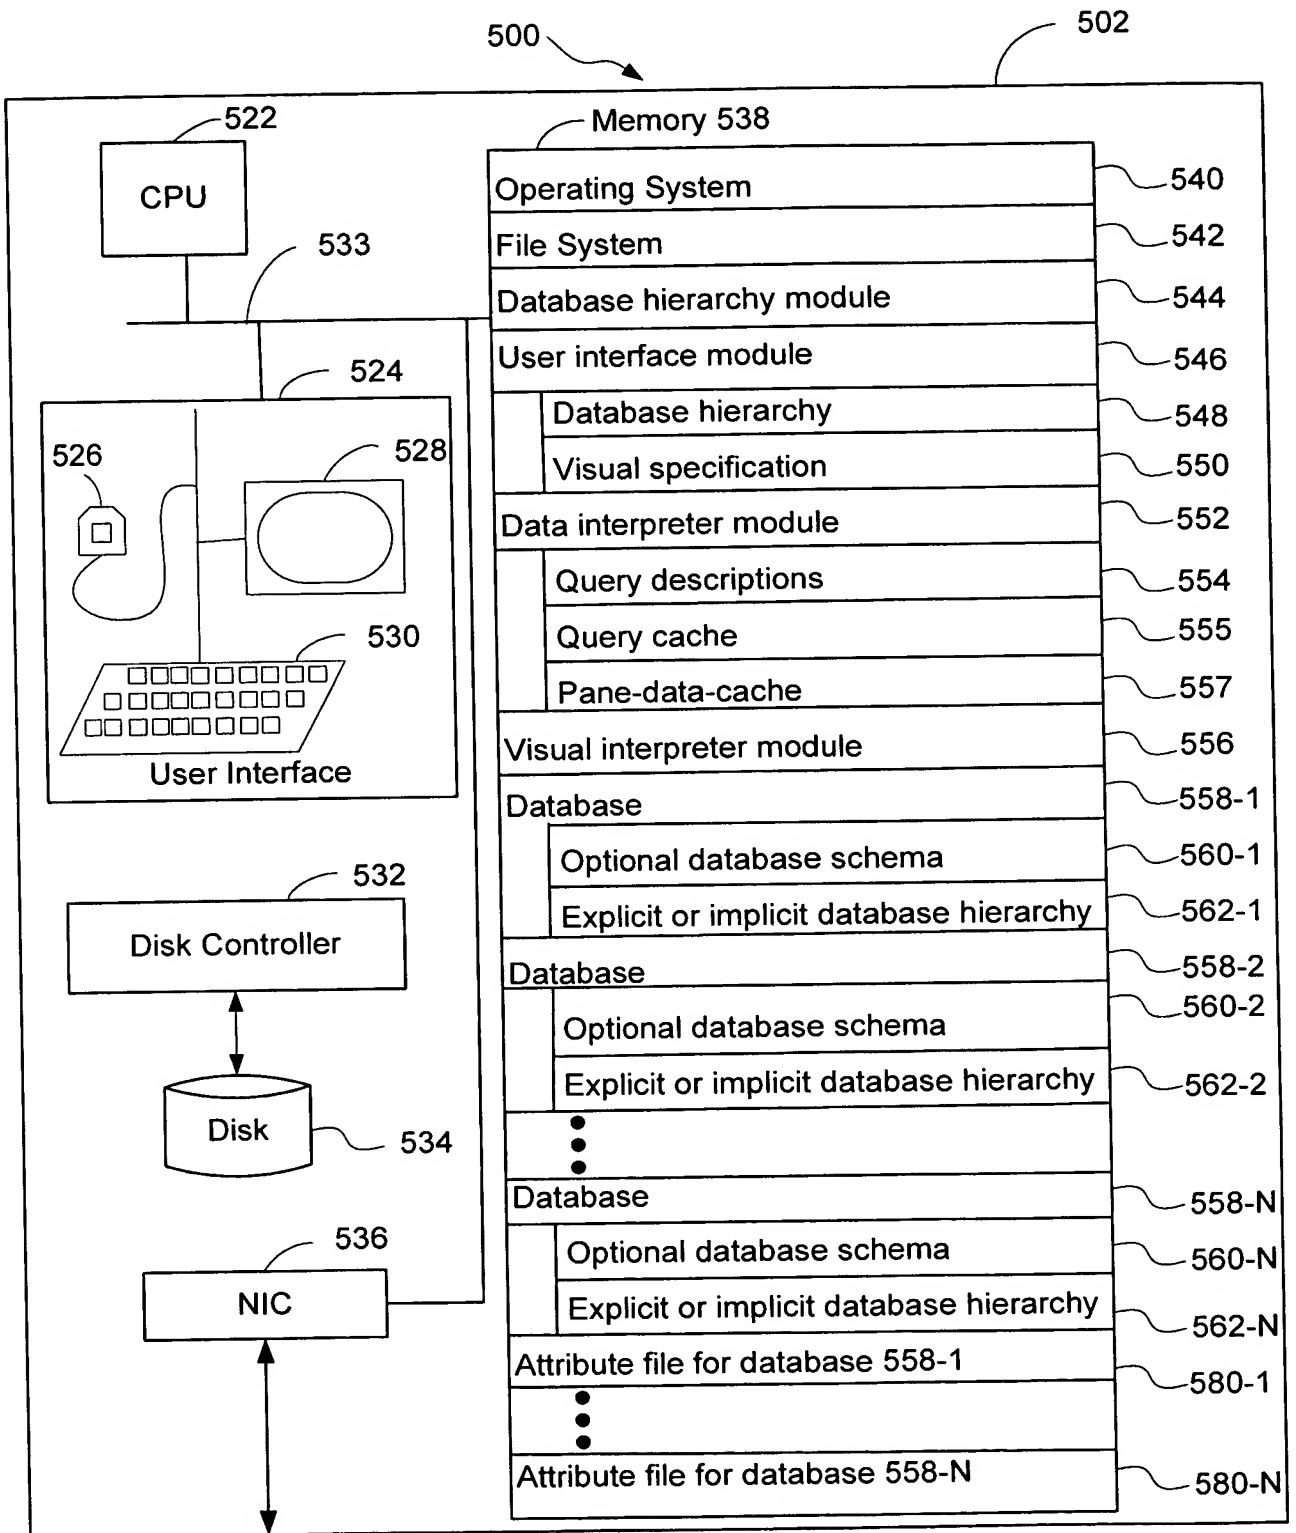 500
502
522
CPU
533
524
526
528
530
User Interface
532
Disk Controller
Disk
534
536
NIC
Memory 538
Operating System 540
File System 542
Database hierarchy module 544
User interface module 546
Database hierarchy 548
Visual specification 550
Data interpreter module 552
Query descriptions 554
Query cache 555
Pane-data-cache 557
Visual interpreter module 556
Database 558-1
Optional database schema 560-1
Explicit or implicit database hierarchy 562-1
Database 558-2
Optional database schema 560-2
Explicit or implicit database hierarchy 562-2
Database 558-N
Optional database schema 560-N
Explicit or implicit database hierarchy 562-N
Attribute file for database 558-1 580-1
Attribute file for database 558-N 580-N